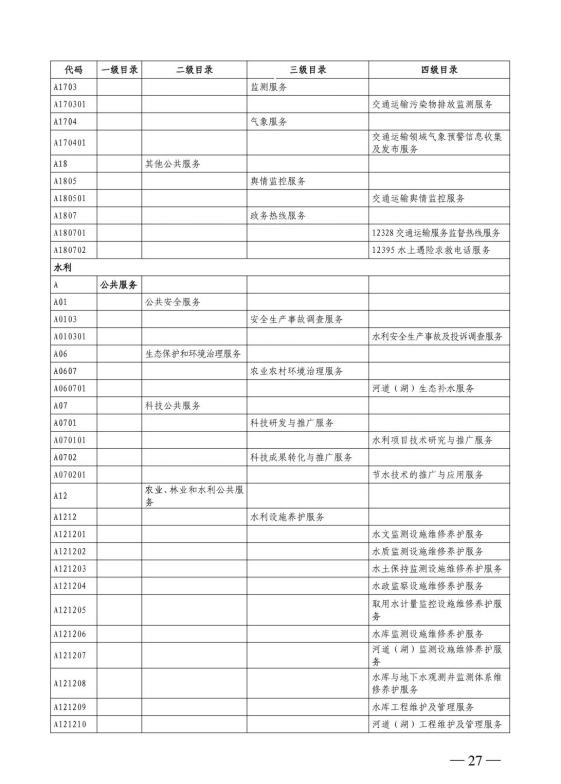 代码 一级目录 二级目录 三级目录 四级目录
A1703 监测服务
A170301 交通运输污染物排放监测服务
A1704 气象服务
A170401 交通运输领域气象预警信息收集
及发布服务
A18 其他公共服务
A1805 舆情监控服务
A180501 交通运输舆情监控服务
A1807 政务热线服务
A180701 12328 交通运输服务监督热线服务
A180702 12395 水上遇险求救电话服务
水利
A 公共服务
A01 公共安全服务
A0103 安全生产事故调查服务
A010301 水利安全生产事故及投诉调查服务
A06 生态保护和环境治理服务
A0607 农业农村环境治理服务
A060701 河道（湖）生态补水服务
A07 科技公共服务
A0701 科技研发与推广服务
A070101 水利项目技术研究与推广服务
A0702 科技成果转化与推广服务
A070201 节水技术的推广与应用服务
A12 农业、林业和水利公共服
务
A1212 水利设施养护服务
A121201 水文监测设施维修养护服务
A121202 水质监测设施维修养护服务
A121203 水土保持监测设施维修养护服务
A121204 水政监察设施维修养护服务
A121205 取用水计量监控设施维修养护服
务
A121206 水库监测设施维修养护服务
A121207 河道（湖）监测设施维修养护服
务
A121208 水库与地下水观测井监测体系维
修养护服务
A121209 水库工程维护及管理服务
A121210 河道（湖）工程维护及管理服务
— 27 —